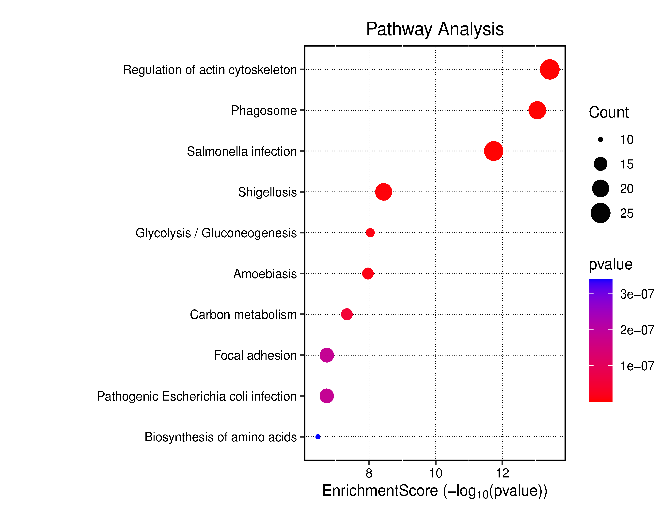 Pathway Analysis
Regulation of actin cytoskeleton
Phagosome
Salmonella infection
Shigellosis
Glycolysis / Gluconeogenesis
Amoebiasis
Carbon metabolism
Focal adhesion
Pathogenic Escherichia coli infection
Biosynthesis of amino acids
8 10 12
EnrichmentScore (−log10(pvalue))
Count
10
15
20
25
pvalue
3e−07
2e−07
1e−07